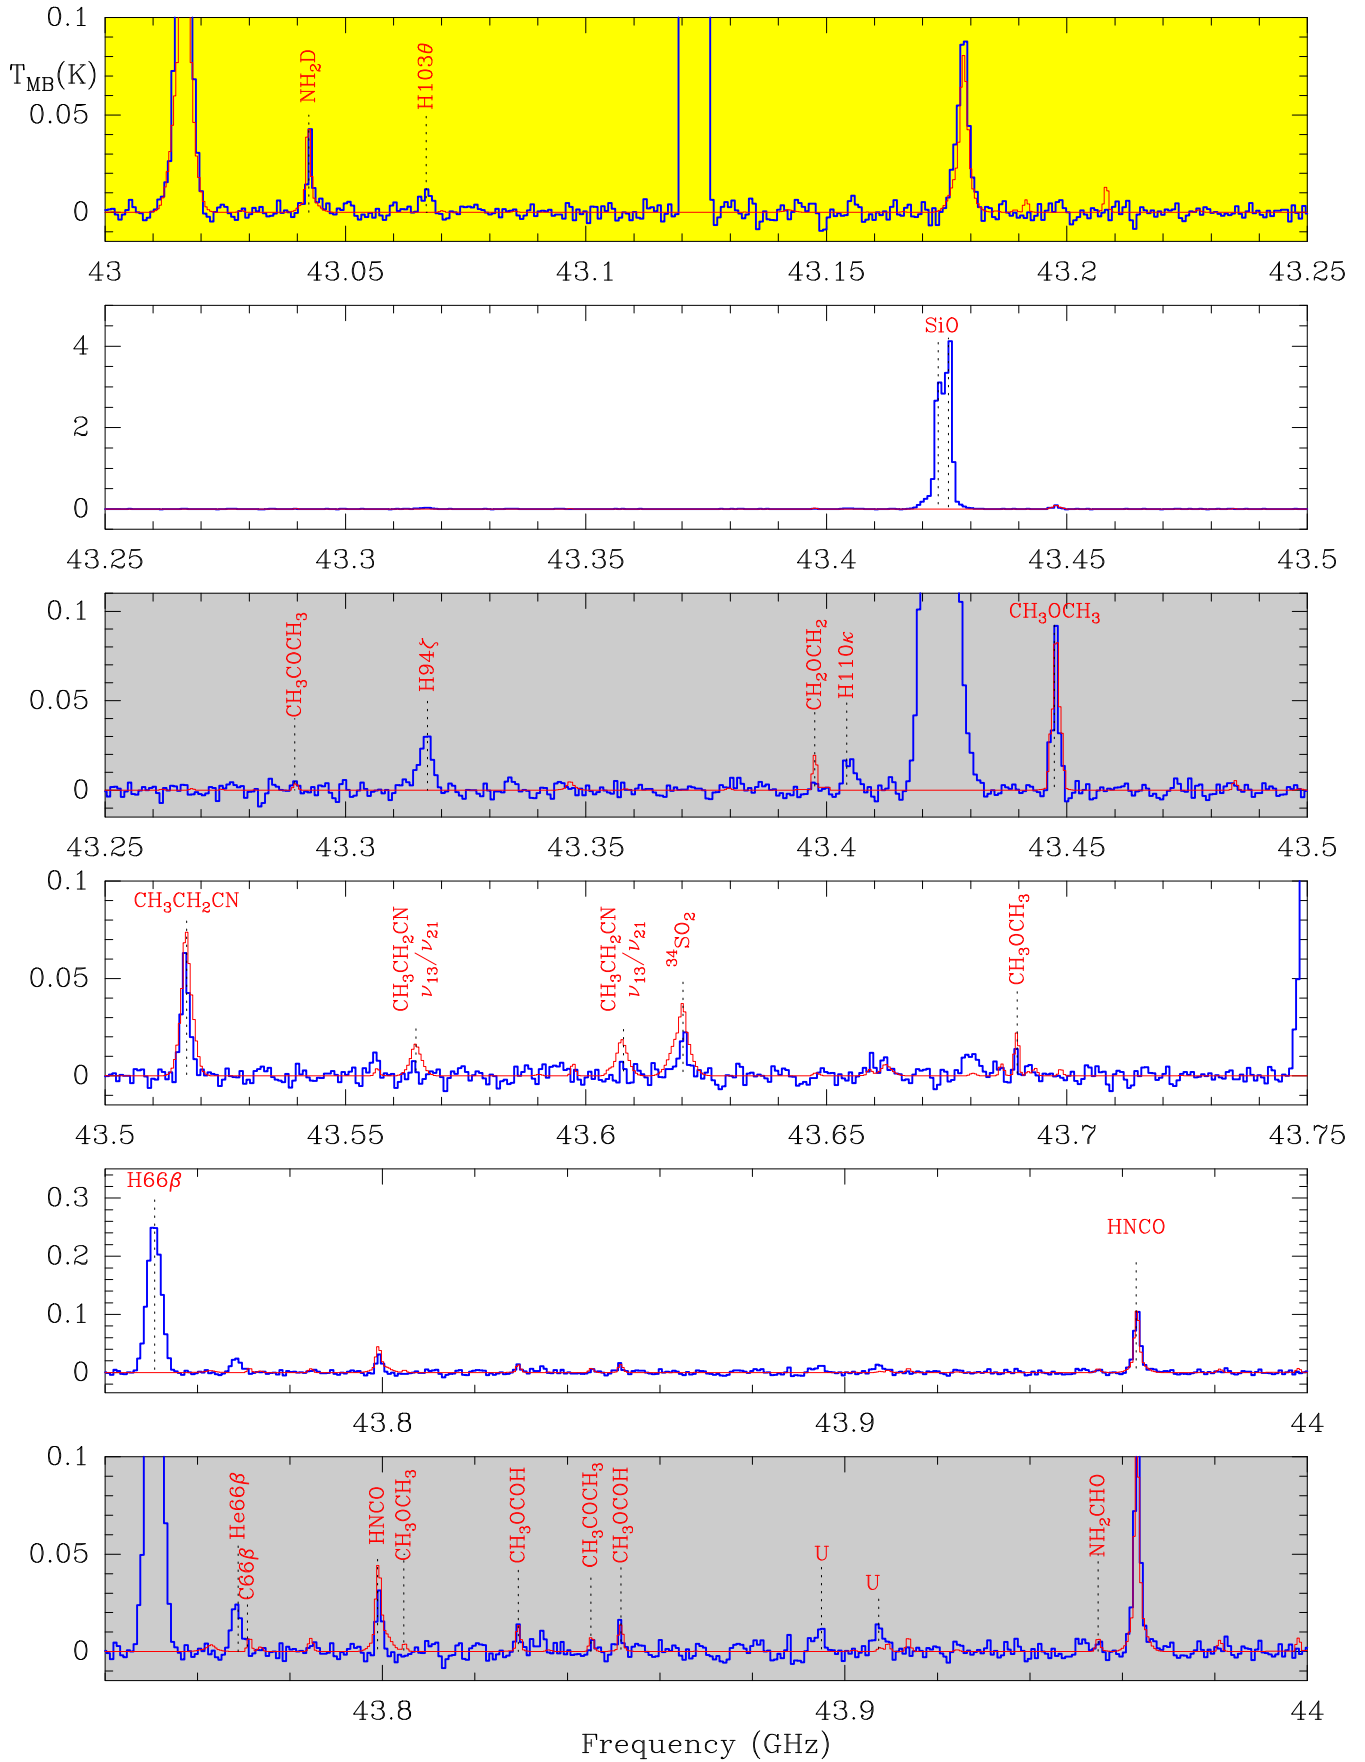 0.1
T_MB(K)
0.05
0
NH₂D
H103θ
43 43.05 43.1 43.15 43.2 43.25
SiO
4
2
0
43.25 43.3 43.35 43.4 43.45 43.5
0.1
0.05
0
CH₃COCH₃
H94ζ
CH₂OCH₂
H110κ
CH₃OCH₃
43.25 43.3 43.35 43.4 43.45 43.5
0.1
0.05
0
CH₃CH₂CN
CH₃CH₂CN
ν₁₃/ν₂₁
CH₃CH₂CN
ν₁₃/ν₂₁
³⁴SO₂
CH₃OCH₃
43.5 43.55 43.6 43.65 43.7 43.75
H66β
0.3
0.2
0.1
0
HNCO
43.8 43.9 44
0.1
0.05
0
He66β
C66β
HNCO
CH₃OCH₃
CH₃OCOH
CH₃COCH₃
CH₃OCOH
U
U
NH₂CHO
43.8 43.9 44
Frequency (GHz)